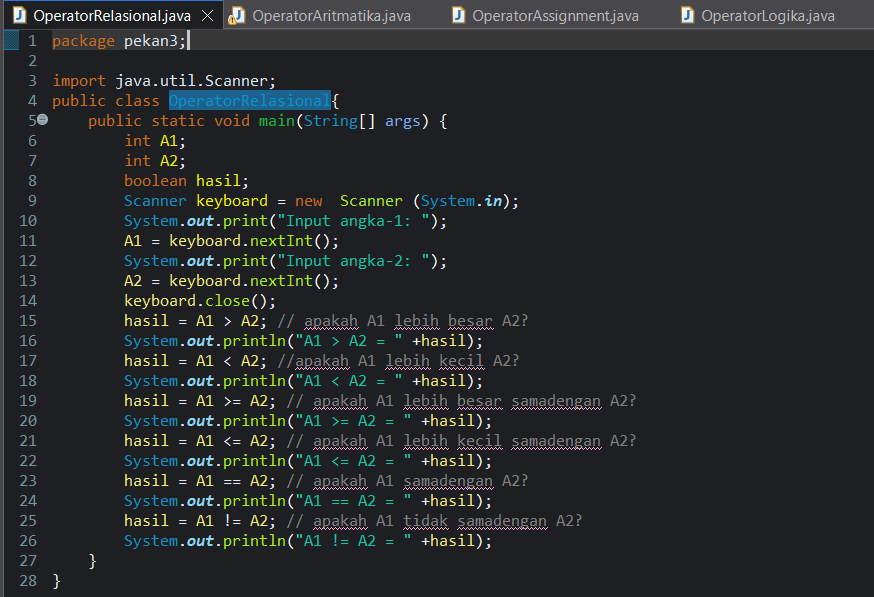 OperatorRelasional.java OperatorAritmatika.java OperatorAssignment.java OperatorLogika.java
1 package pekan3;
2
3 import java.util.Scanner;
4 public class OperatorRelasional{
5 public static void main(String[] args) {
6 int A1;
7 int A2;
8 boolean hasil;
9 Scanner keyboard = new  Scanner (System.in);
10 System.out.print("Input angka-1: ");
11 A1 = keyboard.nextInt();
12 System.out.print("Input angka-2: ");
13 A2 = keyboard.nextInt();
14 keyboard.close();
15 hasil = A1 > A2; // apakah A1 lebih besar A2?
16 System.out.println("A1 > A2 = " +hasil);
17 hasil = A1 < A2; //apakah A1 lebih kecil A2?
18 System.out.println("A1 < A2 = " +hasil);
19 hasil = A1 >= A2; // apakah A1 lebih besar samadengan A2?
20 System.out.println("A1 >= A2 = " +hasil);
21 hasil = A1 <= A2; // apakah A1 lebih kecil samadengan A2?
22 System.out.println("A1 <= A2 = " +hasil);
23 hasil = A1 == A2; // apakah A1 samadengan A2?
24 System.out.println("A1 == A2 = " +hasil);
25 hasil = A1 != A2; // apakah A1 tidak samadengan A2?
26 System.out.println("A1 != A2 = " +hasil);
27 }
28 }